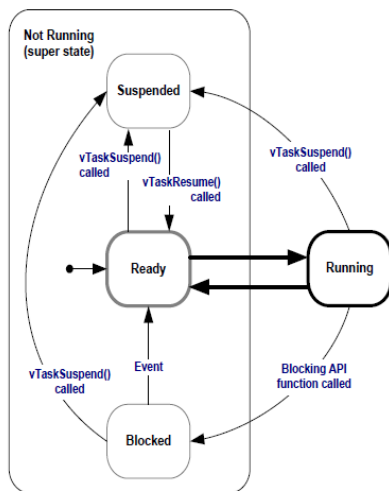 Not Running
(super state)
Suspended
vTaskSuspend()
called
vTaskResume()
called
vTaskSuspend()
called
Ready
Running
Event
vTaskSuspend()
called
Blocking API
function called
Blocked